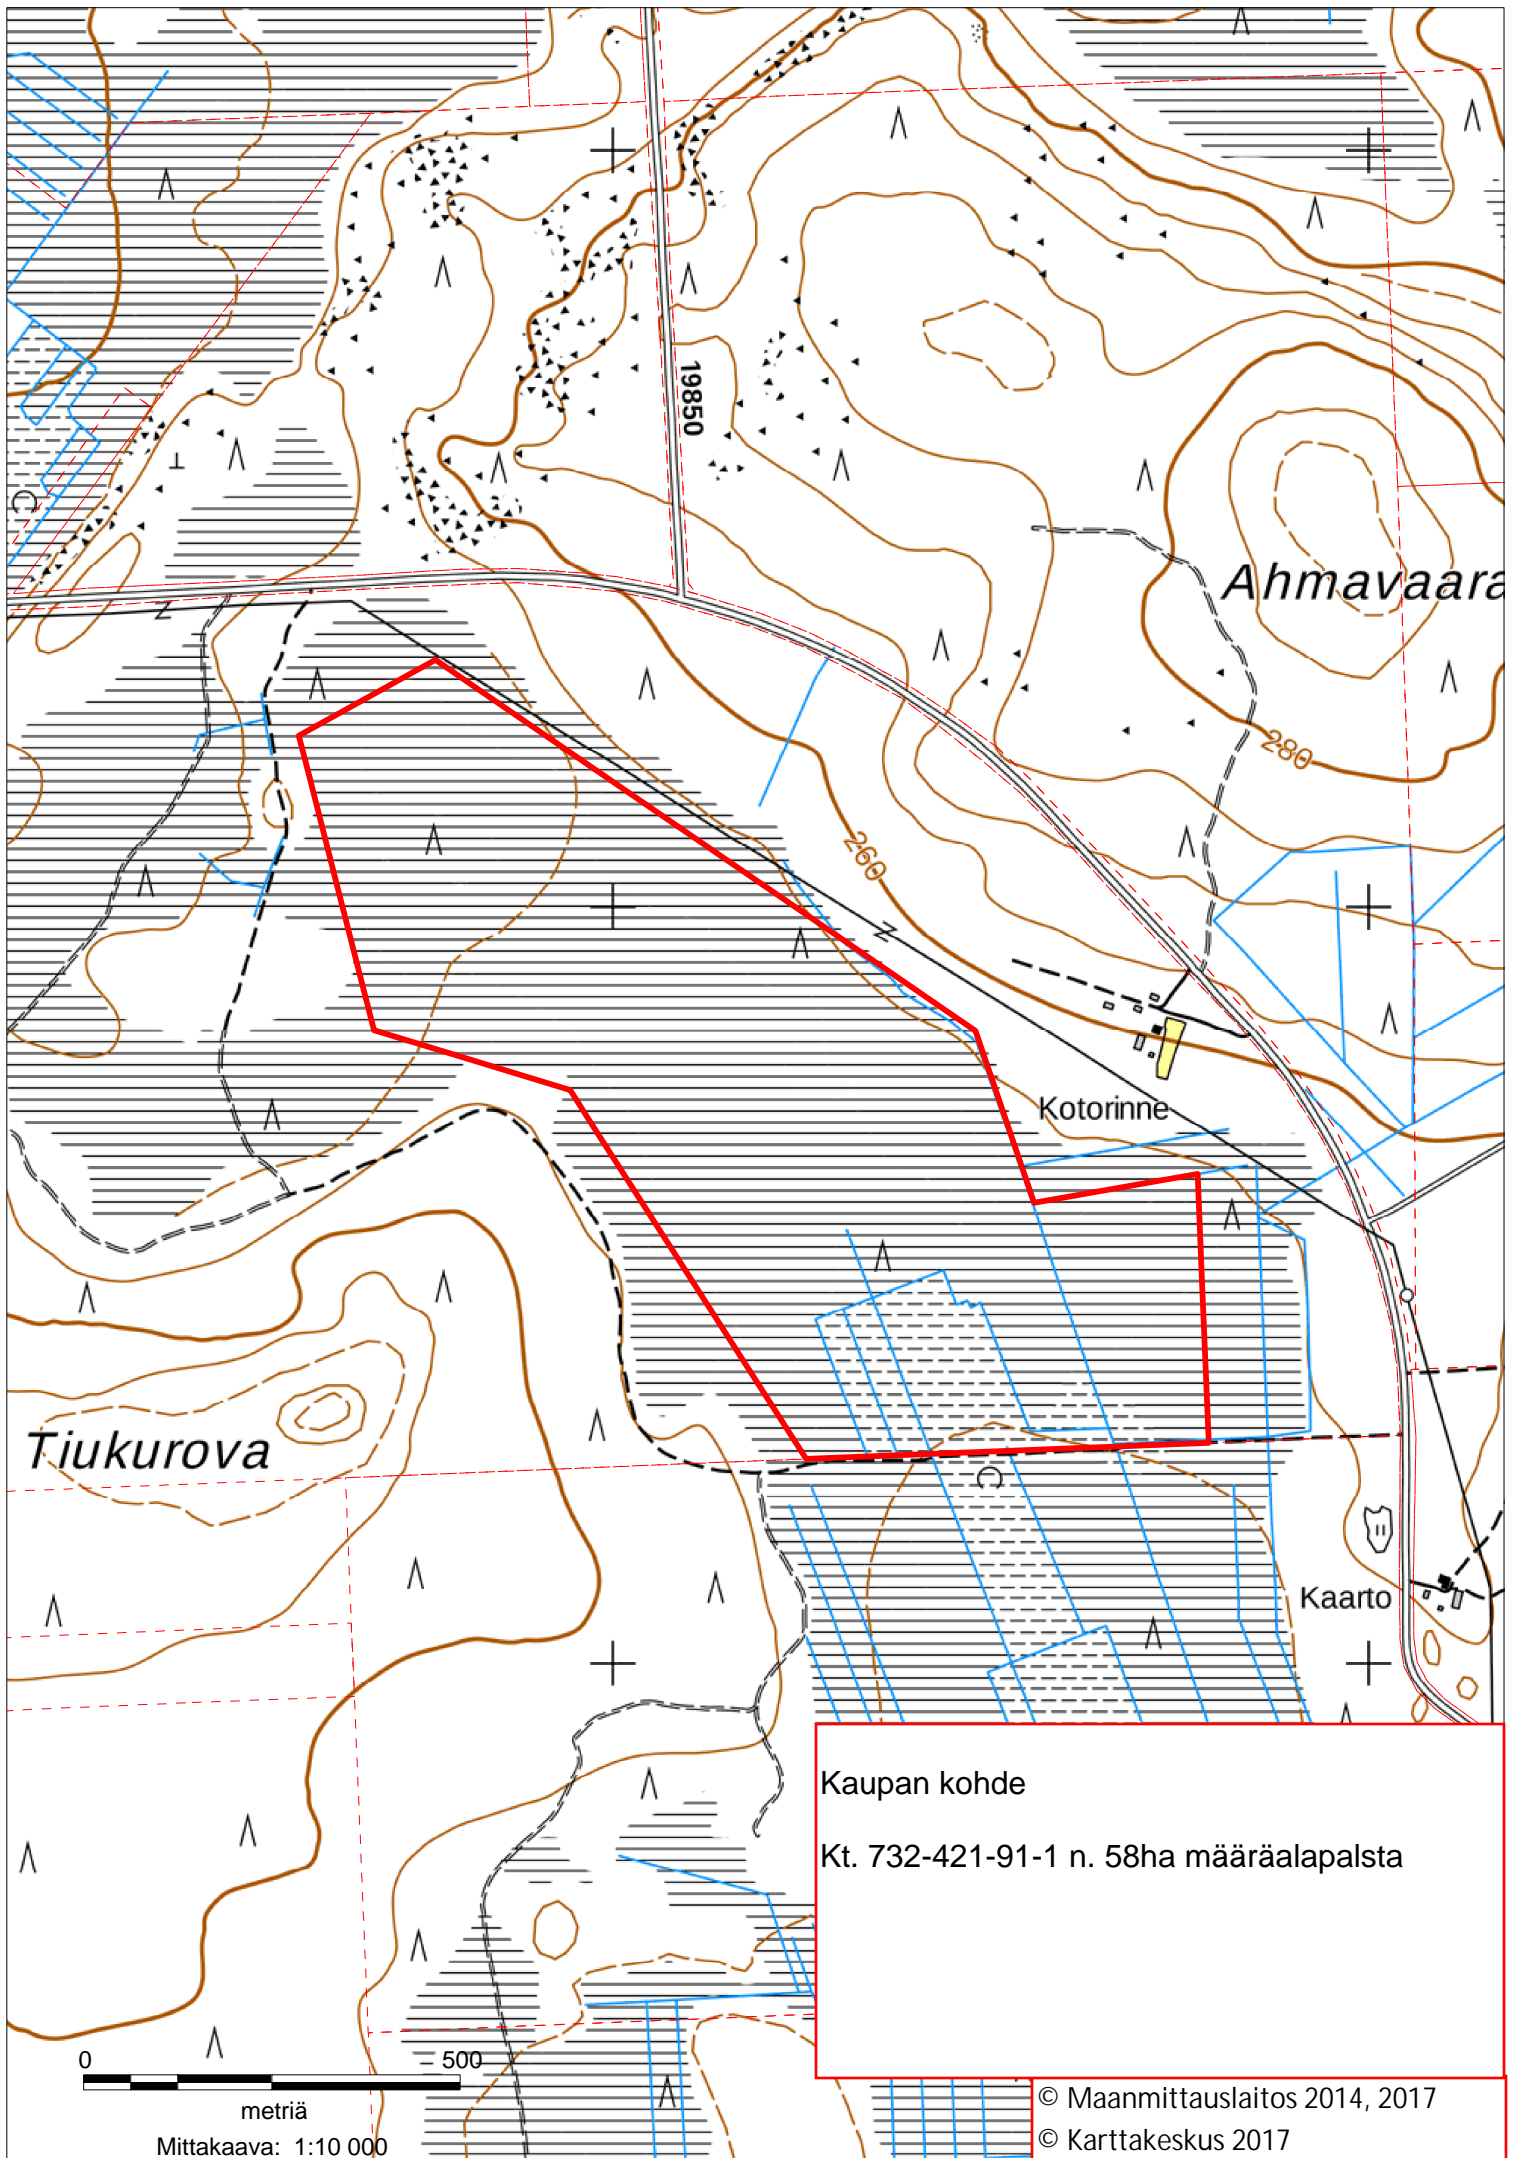 19850
Ahmavaara
280
260
Kotorinne
Tiukurova
Kaarto
Kaupan kohde
Kt. 732-421-91-1 n. 58ha määräalapalsta
0 500
metriä
Mittakaava: 1:10 000
© Maanmittauslaitos 2014, 2017
© Karttakeskus 2017